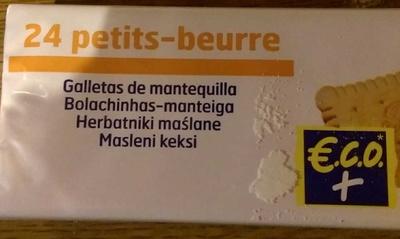 24 petits-beurre
Galletas de mantequilla
Bolachinhas-manteiga
Herbatniki maślane
Masleni keksi
€.C.O.*
+